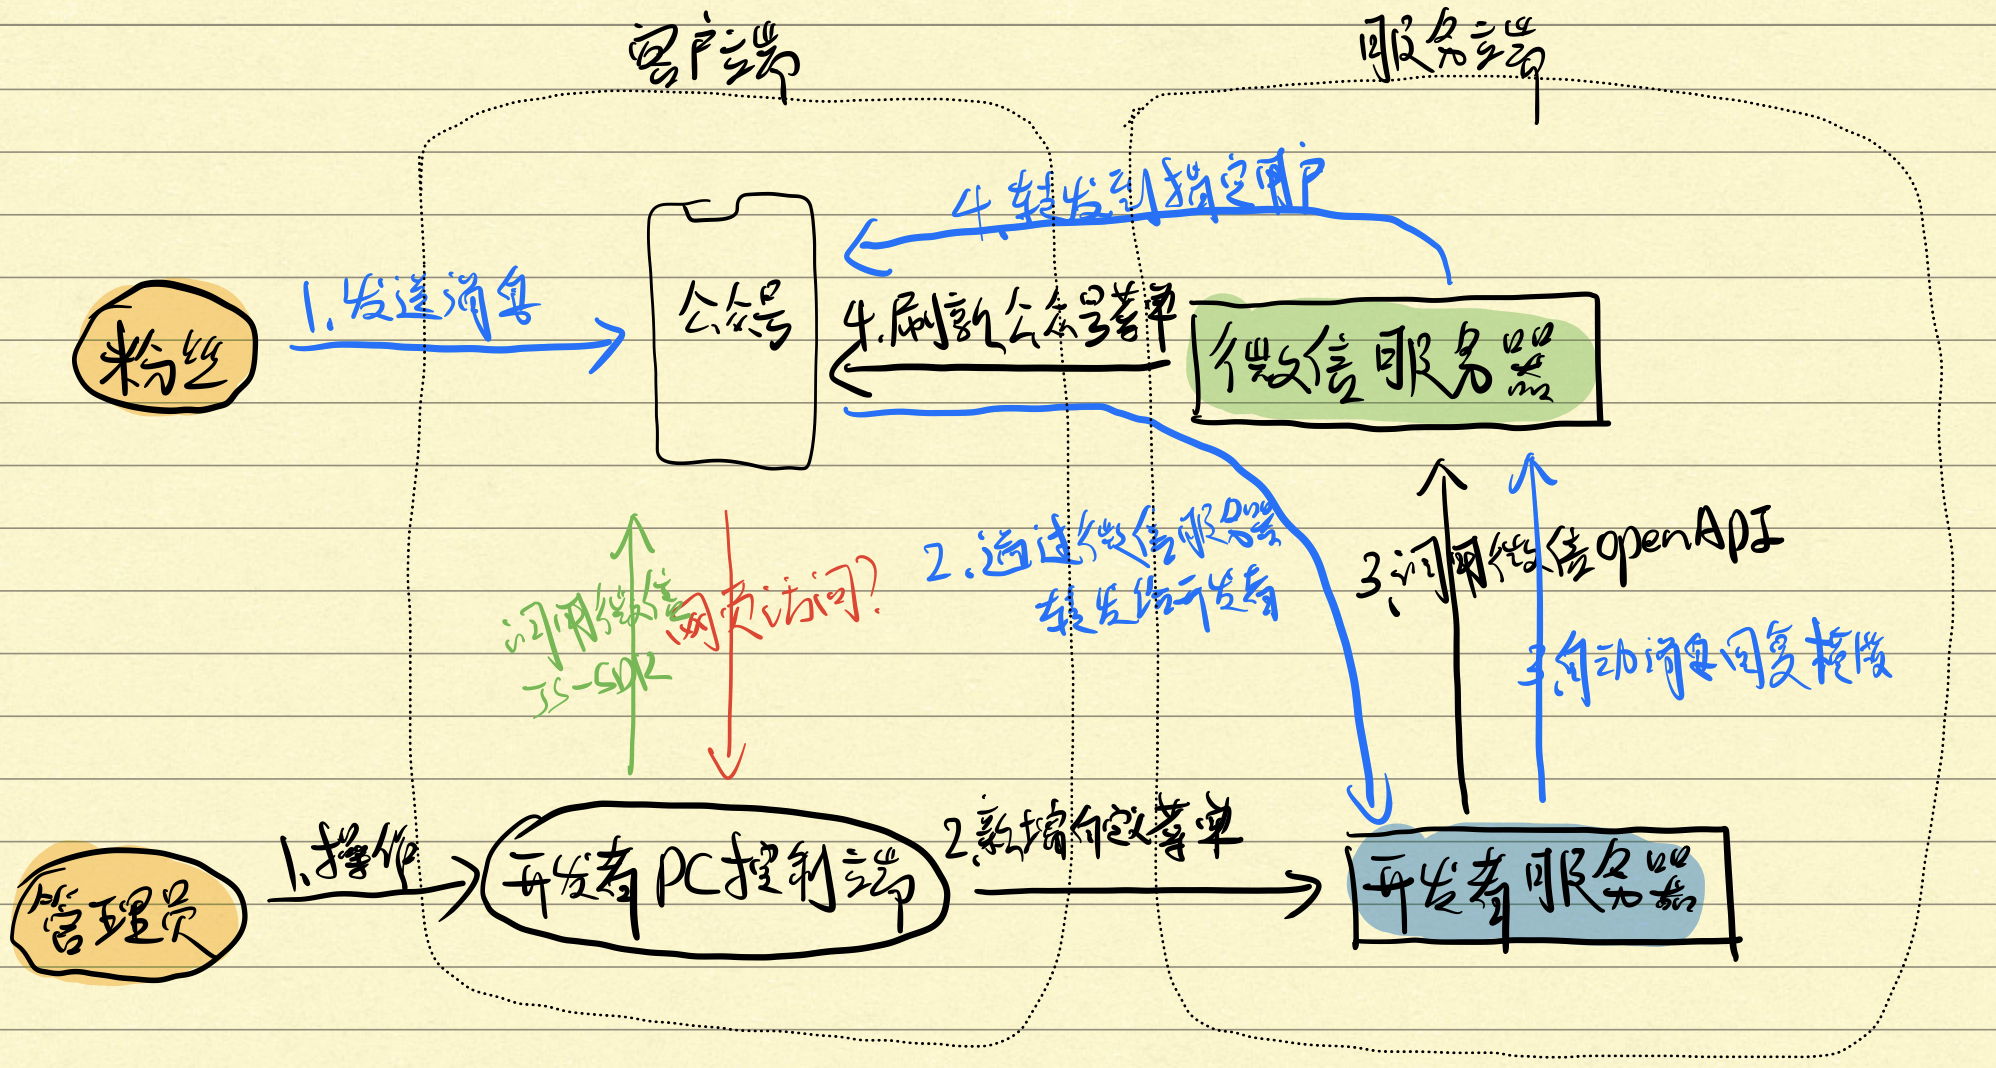 客户端
服务端
4.转发到指定用户
1.发送消息
公众号
4.刷新公众号菜单
微信服务器
粉丝
2.通过微信服务器
转发给开发者
3.调用微信openAPI
调用微信
JS-SDK
网页访问?
3.自动消息回复模版
1.操作
开发者PC控制端
2.新增自定义菜单
开发者服务器
管理员